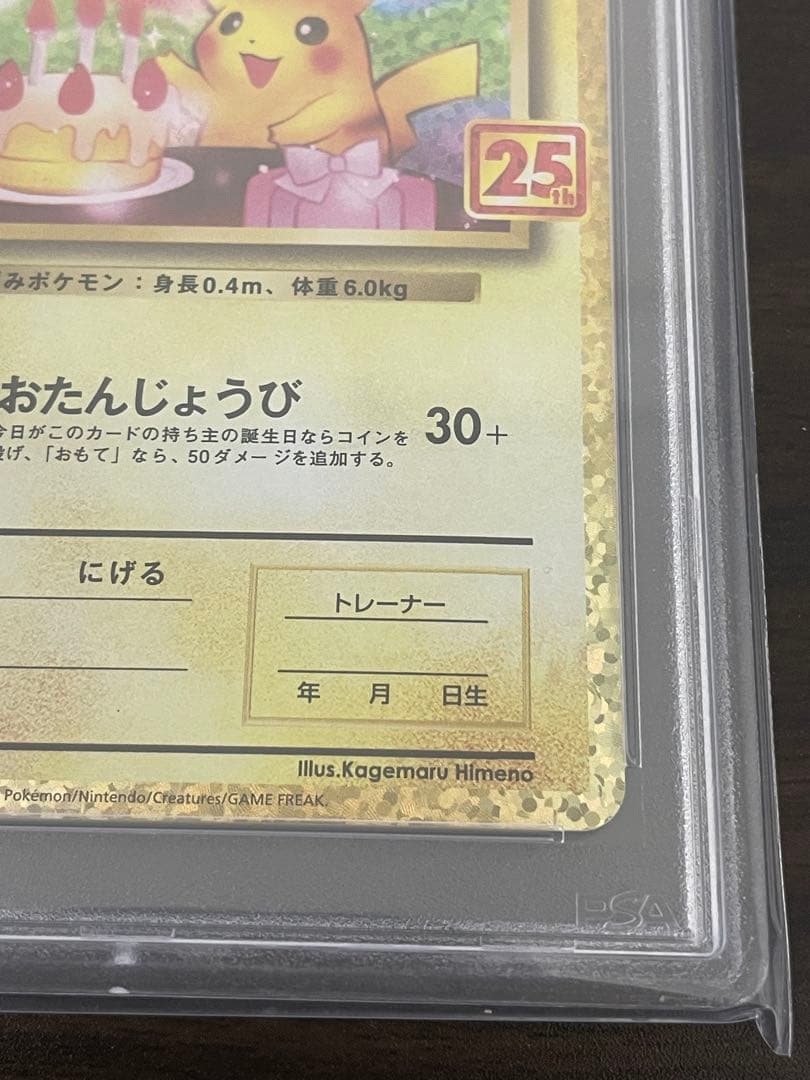 25th
みポケモン：身長0.4m、体重6.0kg
おたんじょうび
30+
今日がこのカードの持ち主の誕生日ならコインを
投げ、「おもて」なら、50ダメージを追加する。
にげる
トレーナー
年 月 日生
Illus.Kagemaru Himeno
Pokémon/Nintendo/Creatures/GAME FREAK.
PSA